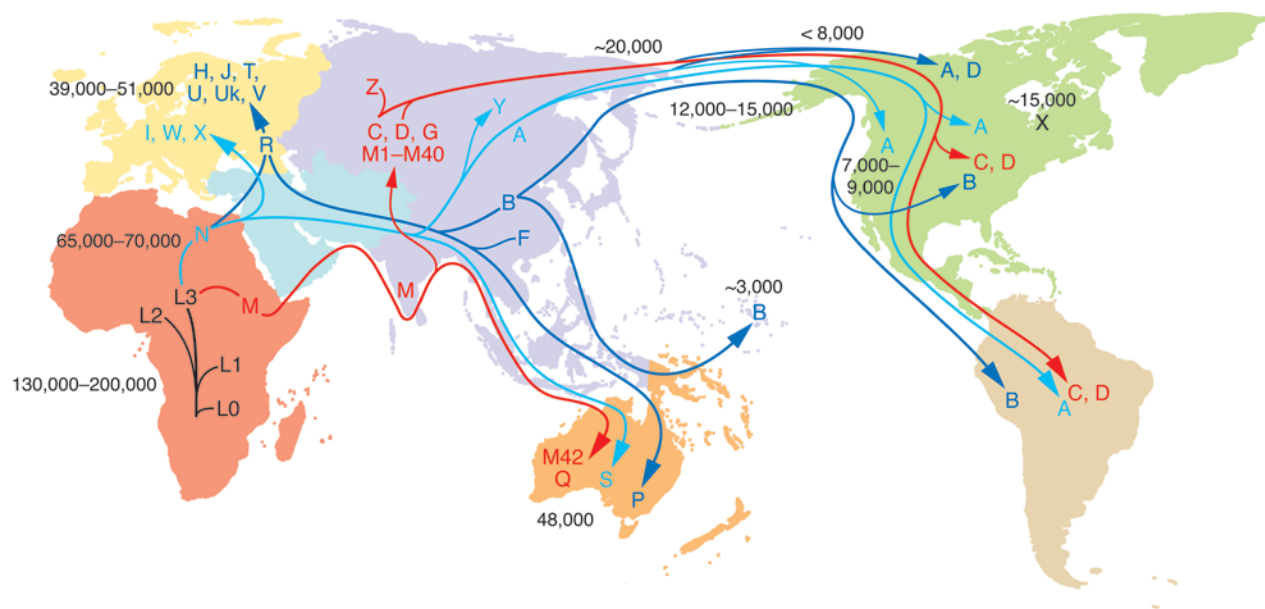 ~20,000
< 8,000
H, J, T,
U, Uk, V
39,000–51,000
I, W, X
R
Z
C, D, G
M1–M40
Y
A
12,000–15,000
A, D
~15,000
X
A
A
C, D
7,000–
9,000
B
B
F
N
65,000–70,000
L3
M
M
L2
L1
130,000–200,000
L0
~3,000
B
M42
Q
S
P
48,000
B
A
C, D